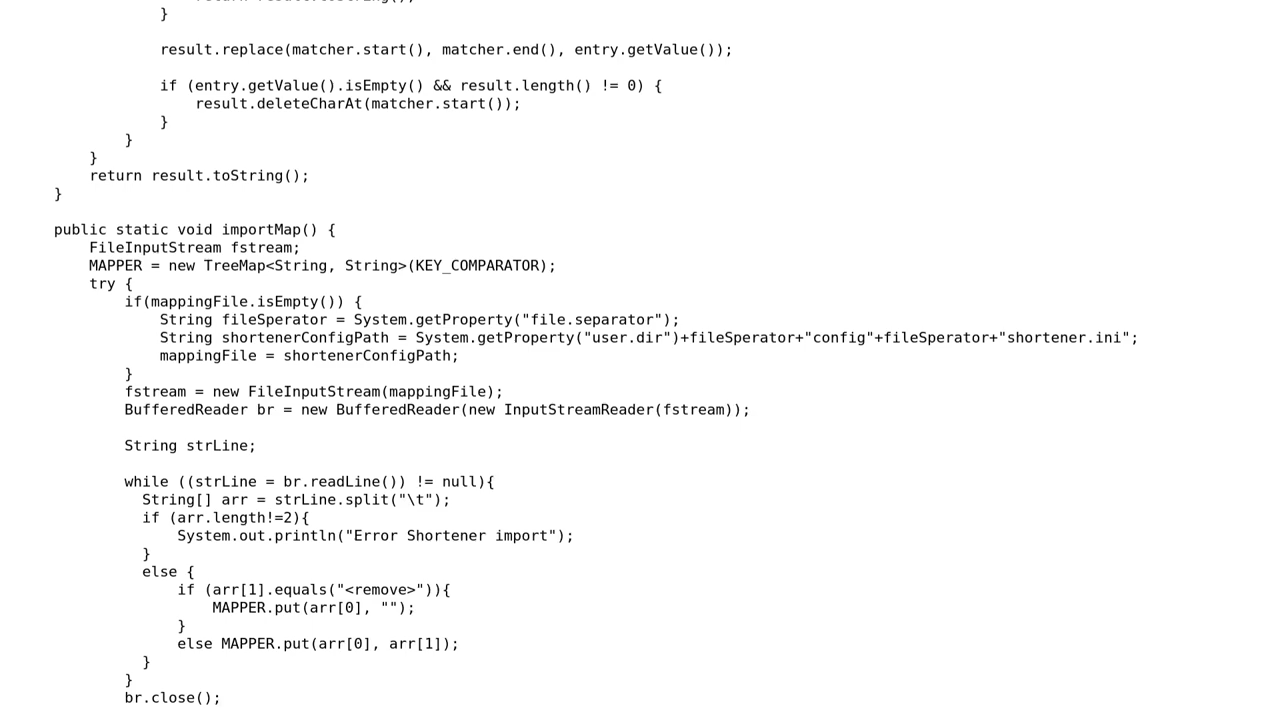 }
result.replace(matcher.start(), matcher.end(), entry.getValue());
if (entry.getValue().isEmpty() && result.length() != 0) {
result.deleteCharAt(matcher.start());
}
}
}
return result.toString();
}
public static void importMap() {
FileInputStream fstream;
MAPPER = new TreeMap<String, String>(KEY_COMPARATOR);
try {
if(mappingFile.isEmpty()) {
String fileSperator = System.getProperty("file.separator");
String shortenerConfigPath = System.getProperty("user.dir")+fileSperator+"config"+fileSperator+"shortener.ini";
mappingFile = shortenerConfigPath;
}
fstream = new FileInputStream(mappingFile);
BufferedReader br = new BufferedReader(new InputStreamReader(fstream));
String strLine;
while ((strLine = br.readLine()) != null){
String[] arr = strLine.split("\t");
if (arr.length!=2){
System.out.println("Error Shortener import");
}
else {
if (arr[1].equals("<remove>")){
MAPPER.put(arr[0], "");
}
else MAPPER.put(arr[0], arr[1]);
}
}
br.close();